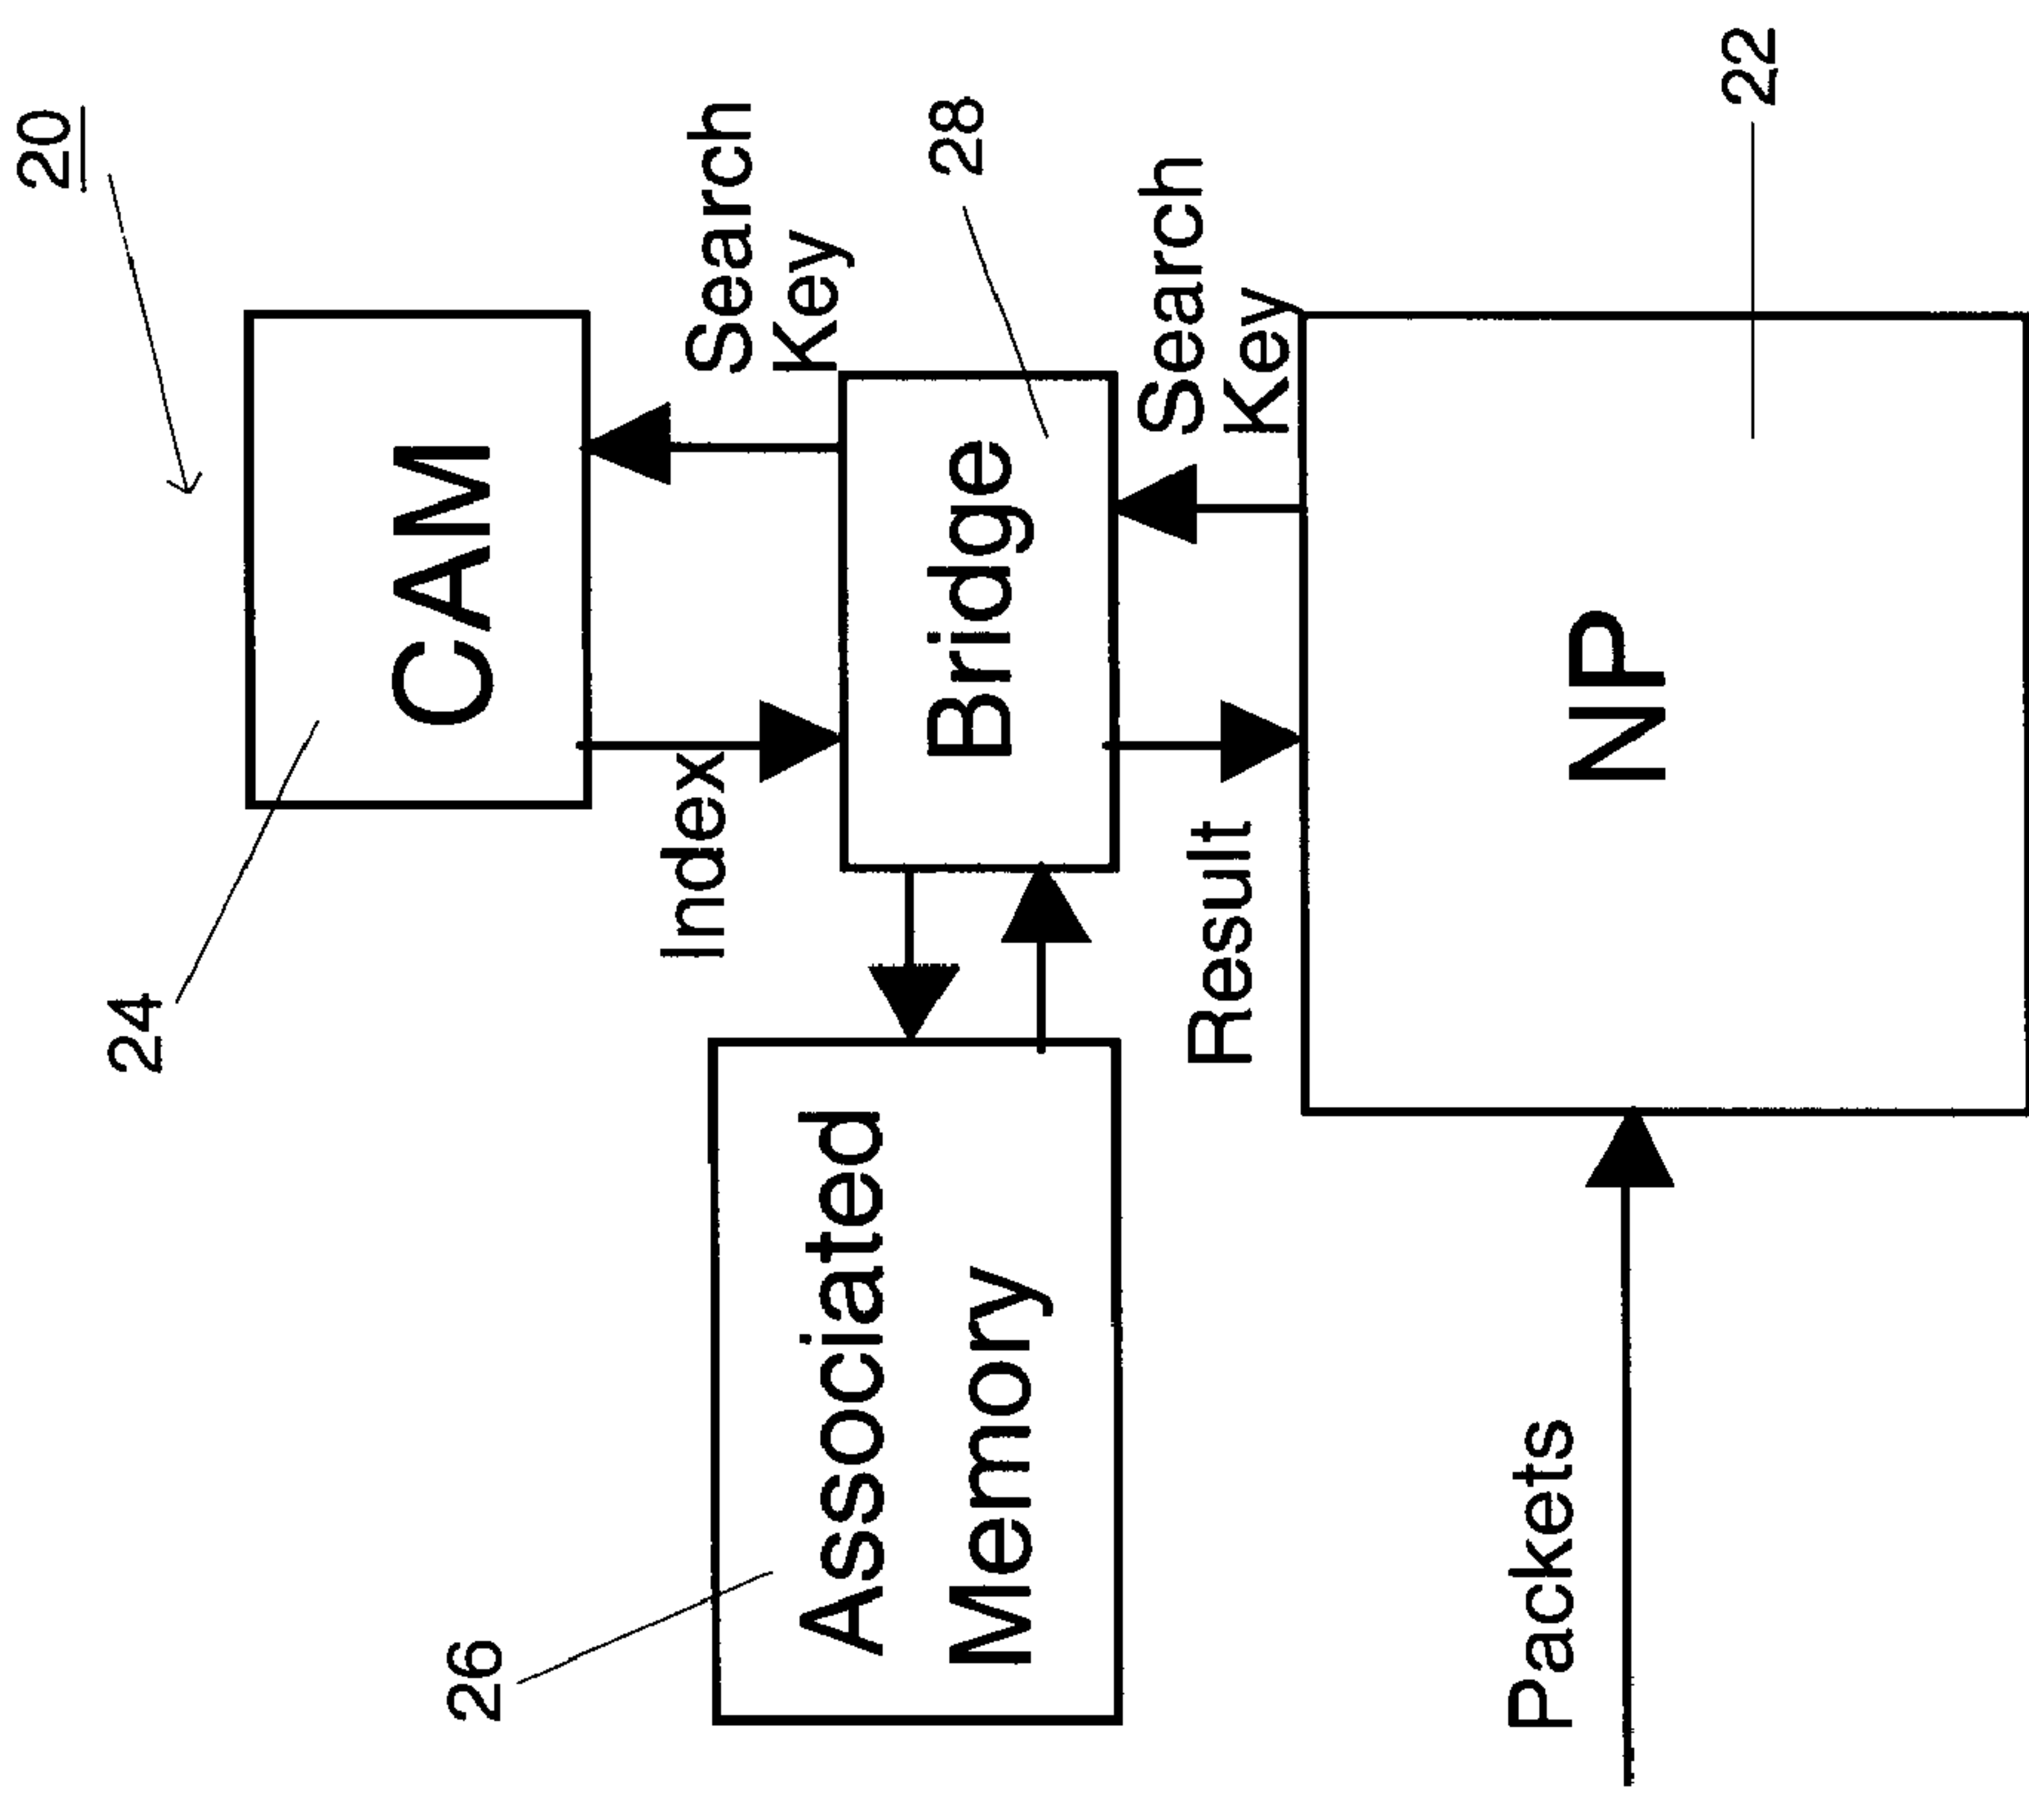 20
24
CAM
Search
Key
Index
28
26
Associated
Memory
Bridge
Search
Key
Result
Packets
NP
22